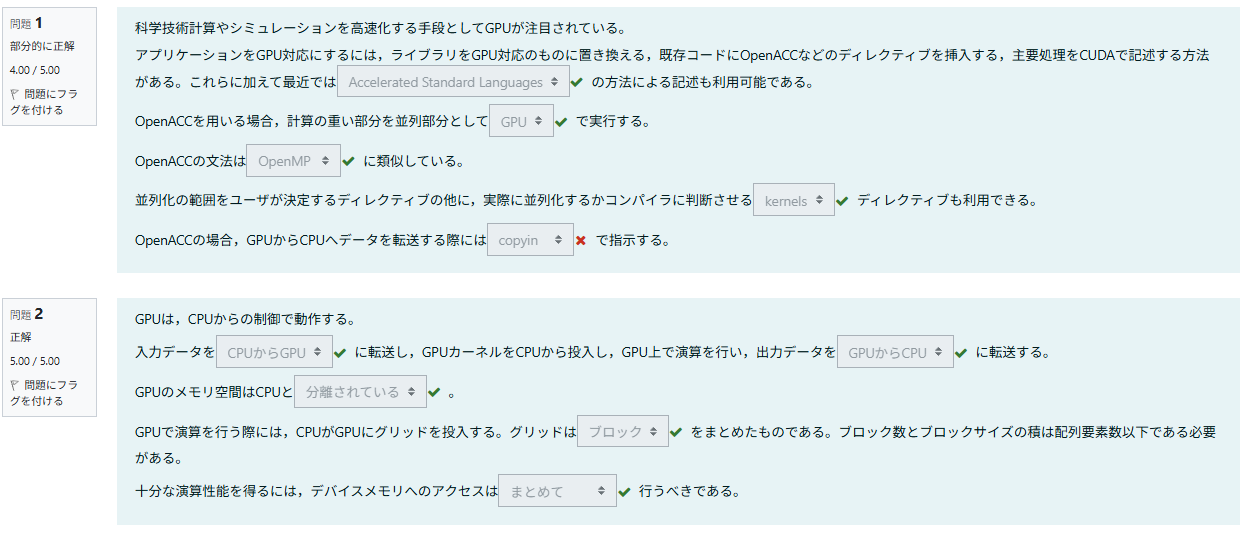 問題 1
部分的に正解
4.00 / 5.00
問題にフラ
グを付ける
科学技術計算やシミュレーションを高速化する手段としてGPUが注目されている。
アプリケーションをGPU対応にするには，ライブラリをGPU対応のものに置き換える，既存コードにOpenACCなどのディレクティブを挿入する，主要処理をCUDAで記述する方法
がある。これらに加えて最近では Accelerated Standard Languages の方法による記述も利用可能である。
OpenACCを用いる場合，計算の重い部分を並列部分として GPU で実行する。
OpenACCの文法は OpenMP に類似している。
並列化の範囲をユーザが決定するディレクティブの他に，実際に並列化するかコンパイラに判断させる kernels ディレクティブも利用できる。
OpenACCの場合，GPUからCPUへデータを転送する際には copyin で指示する。
問題 2
正解
5.00 / 5.00
問題にフラ
グを付ける
GPUは，CPUからの制御で動作する。
入力データを CPUからGPU に転送し，GPUカーネルをCPUから投入し，GPU上で演算を行い，出力データを GPUからCPU に転送する。
GPUのメモリ空間はCPUと 分離されている 。
GPUで演算を行う際には，CPUがGPUにグリッドを投入する。グリッドは ブロック をまとめたものである。ブロック数とブロックサイズの積は配列要素数以下である必要
がある。
十分な演算性能を得るには，デバイスメモリへのアクセスは まとめて 行うべきである。